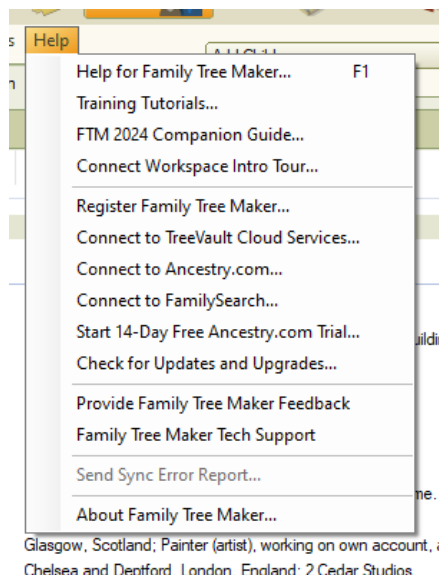 Help
Help for Family Tree Maker... F1
Training Tutorials...
FTM 2024 Companion Guide...
Connect Workspace Intro Tour...
Register Family Tree Maker...
Connect to TreeVault Cloud Services...
Connect to Ancestry.com...
Connect to FamilySearch...
Start 14-Day Free Ancestry.com Trial...
Check for Updates and Upgrades...
Provide Family Tree Maker Feedback
Family Tree Maker Tech Support
Send Sync Error Report...
me.
About Family Tree Maker...
Glasgow, Scotland; Painter (artist), working on own account,
Chelsea and Deptford, London, England; 2 Cedar Studios